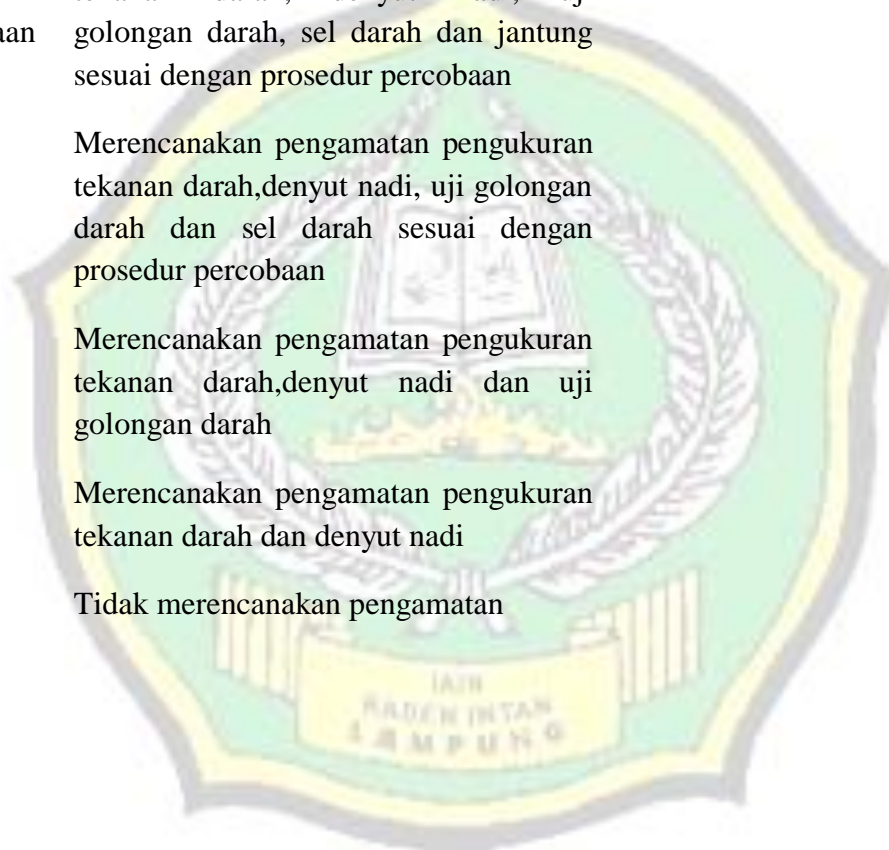 golongan darah, sel darah dan jantung
sesuai dengan prosedur percobaan
Merencanakan pengamatan pengukuran
tekanan darah,denyut nadi, uji golongan
darah dan sel darah sesuai dengan
prosedur percobaan
Merencanakan pengamatan pengukuran
tekanan darah,denyut nadi dan uji
golongan darah
Merencanakan pengamatan pengukuran
tekanan darah dan denyut nadi
Tidak merencanakan pengamatan
IAIN
RADEN INTAN
LAMPUNG